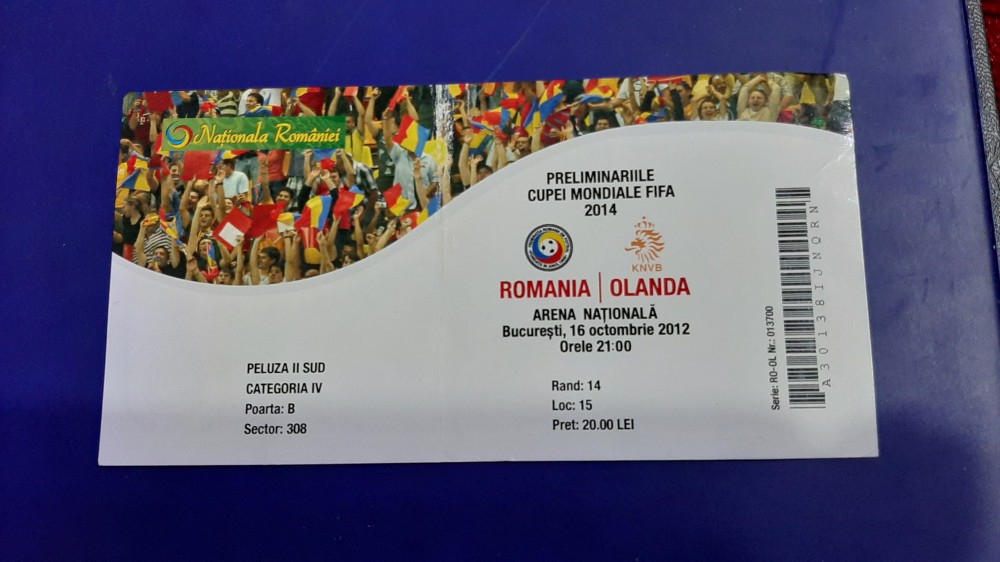 Naționala României
PRELIMINARIILE
CUPEI MONDIALE FIFA
2014
KNVB
ROMANIA | OLANDA
ARENA NAȚIONALĂ
București, 16 octombrie 2012
Orele 21:00
PELUZA II SUD
CATEGORIA IV
Poarta: B
Sector: 308
Rand: 14
Loc: 15
Pret: 20.00 LEI
Serie: RO-OL Nr.: 013700
A30138IJNQRN